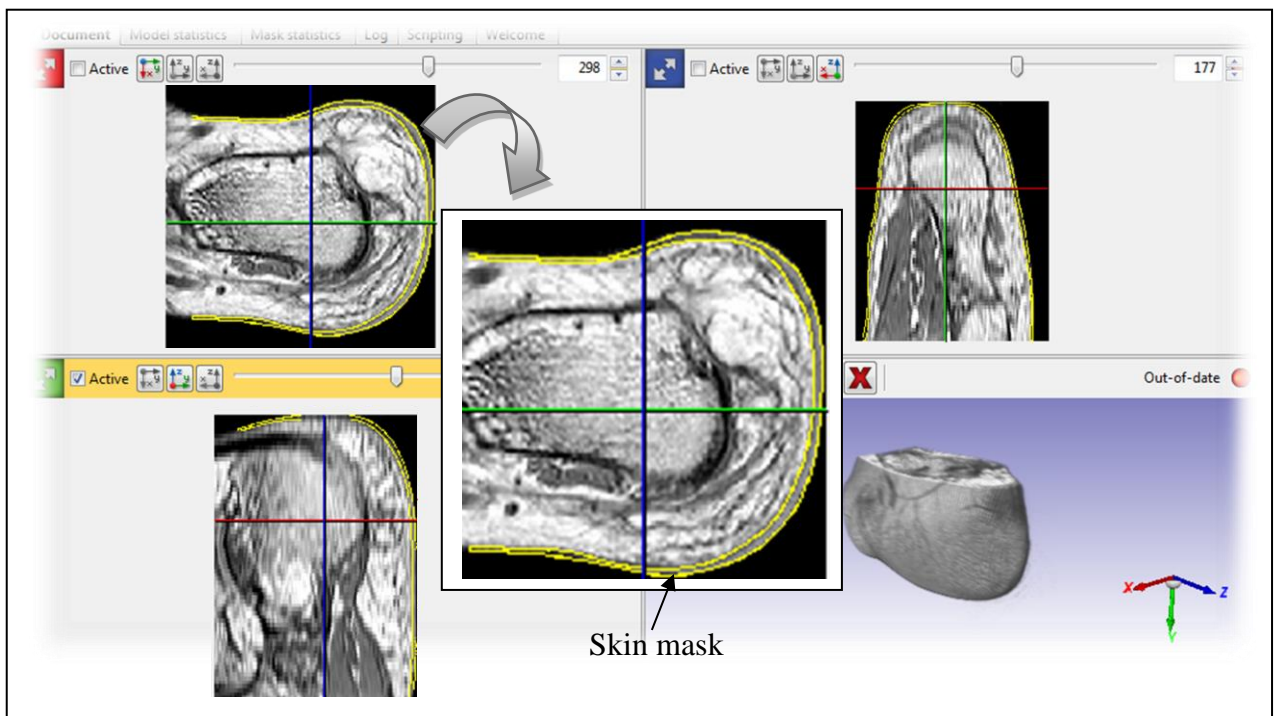 Document Model statistics Mask statistics Log Scripting Welcome
Active 298
Active 177
Active
Out-of-date
Skin mask
X
Z
Y